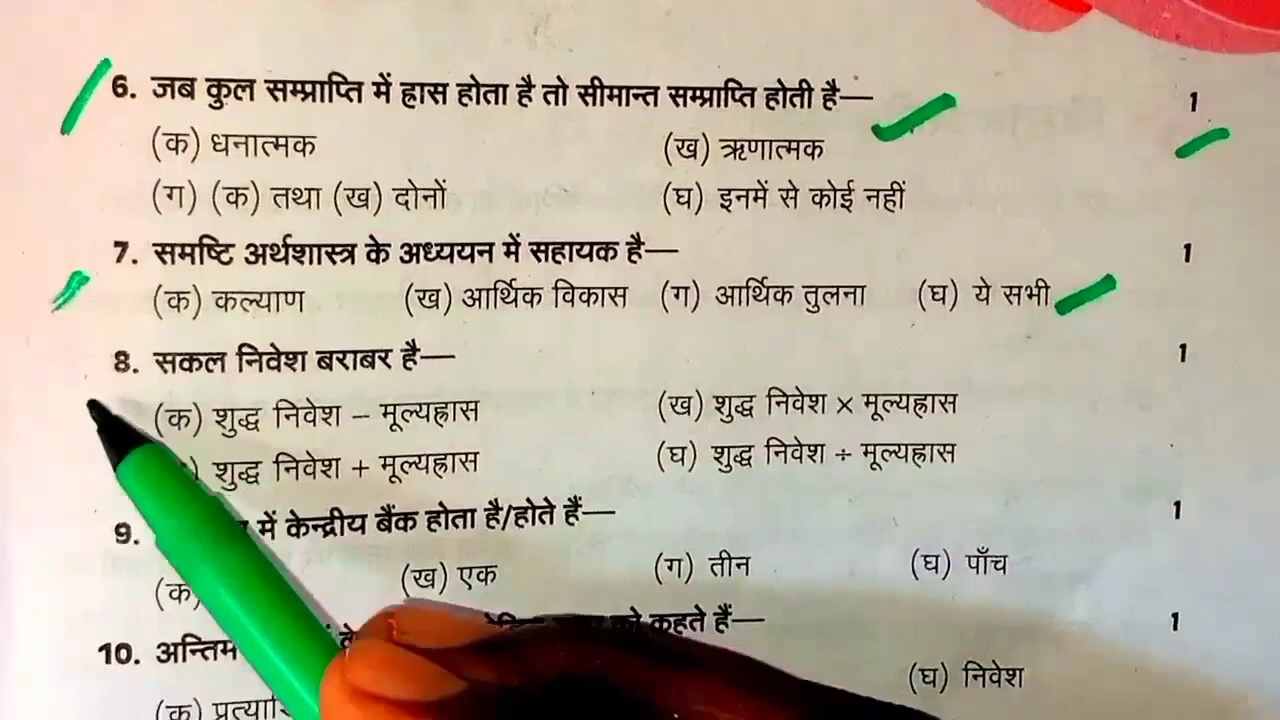 6. जब कुल सम्प्राप्ति में ह्रास होता है तो सीमान्त सम्प्राप्ति होती है— 1
(क) धनात्मक (ख) ऋणात्मक
(ग) (क) तथा (ख) दोनों (घ) इनमें से कोई नहीं
7. समष्टि अर्थशास्त्र के अध्ययन में सहायक है— 1
(क) कल्याण (ख) आर्थिक विकास (ग) आर्थिक तुलना (घ) ये सभी
8. सकल निवेश बराबर है— 1
(क) शुद्ध निवेश – मूल्यह्रास (ख) शुद्ध निवेश × मूल्यह्रास
) शुद्ध निवेश + मूल्यह्रास (घ) शुद्ध निवेश ÷ मूल्यह्रास
9. में केन्द्रीय बैंक होता है/होते हैं— 1
(क) (ख) एक (ग) तीन (घ) पाँच
10. अन्तिम को कहते हैं— 1
(क) (घ) निवेश